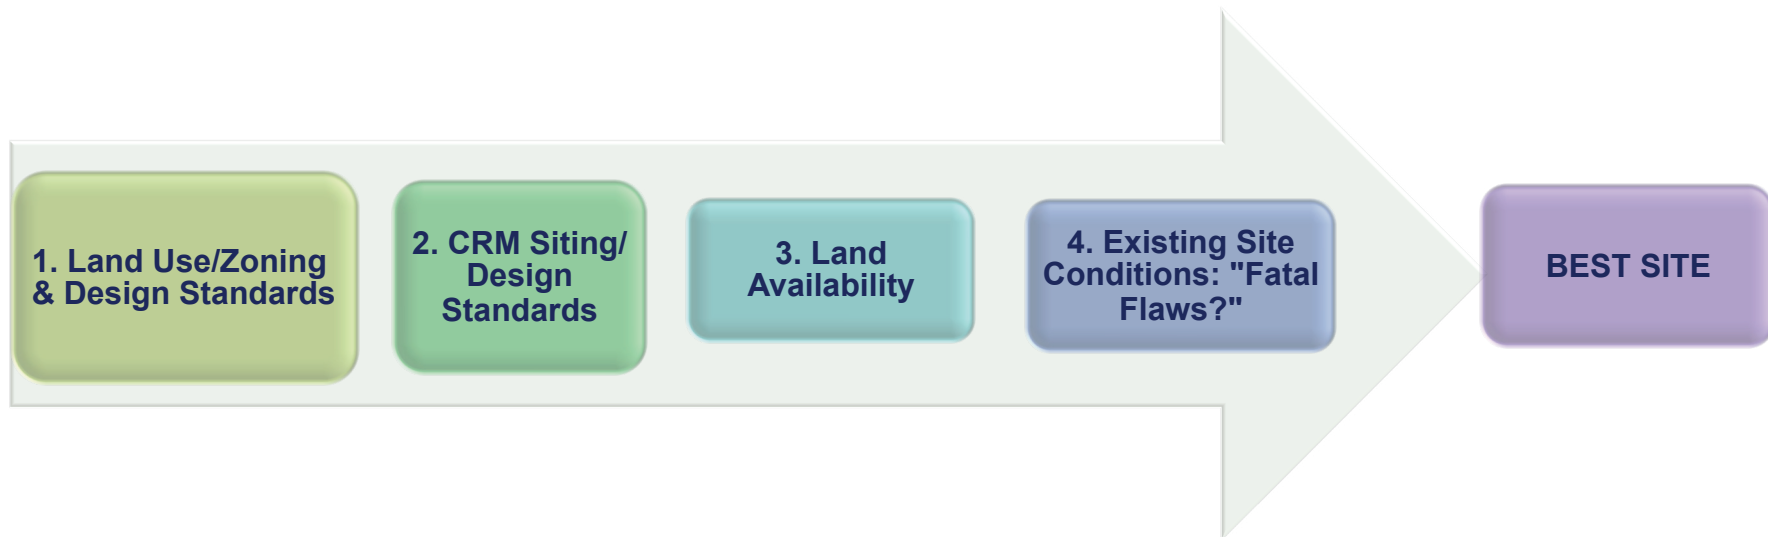 1. Land Use/Zoning
& Design Standards
2. CRM Siting/
Design
Standards
3. Land
Availability
4. Existing Site
Conditions: "Fatal
Flaws?"
BEST SITE